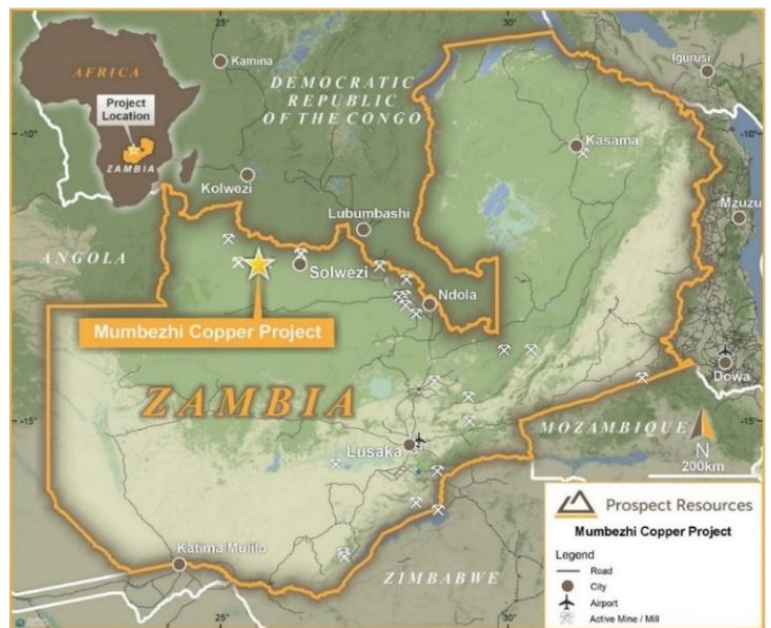 25°
30°
Kamina
Igurusi
AFRICA
DEMOCRATIC
REPUBLIC
OF THE CONGO
Project
Location
-10°
-10°
Kasama
ZAMBIA
Kolwezi
Mzuzu
Lubumbashi
ANGOLA
Solwezi
Ndola
Mumbezhi Copper Project
Dowa
ZAMBIA
-15°
-15°
MOZAMBIQUE
Lusaka
N
200km
Prospect Resources
Mumbezhi Copper Project
Legend
Road
City
Airport
Active Mine / Mill
Katima Mulilo
ZIMBABWE
25°
30°